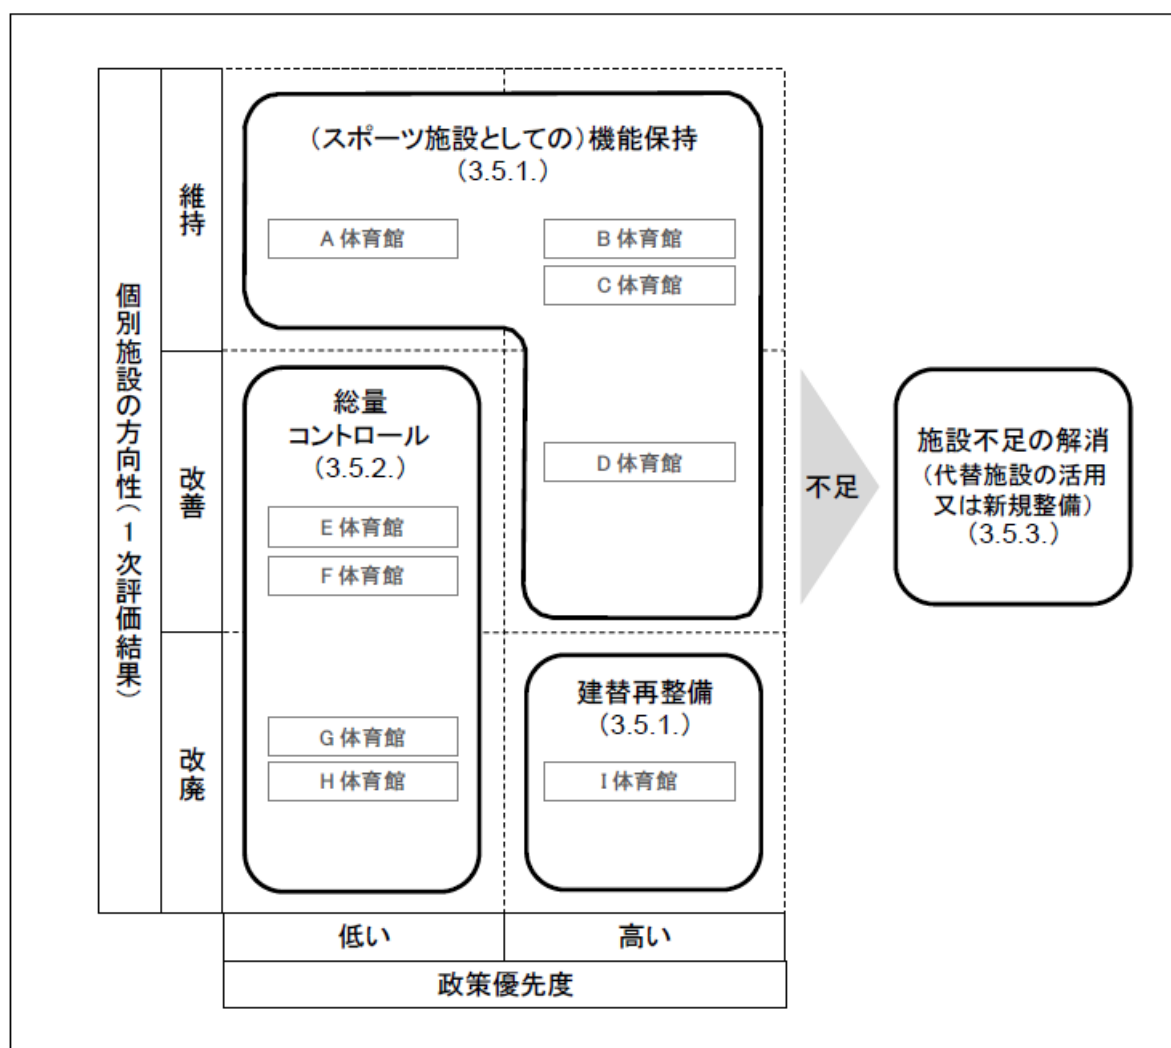 個別施設の方向性（１次評価結果）
維持
（スポーツ施設としての）機能保持
（3.5.1.）
A 体育館
B 体育館
C 体育館
改善
総量
コントロール
（3.5.2.）
E 体育館
F 体育館
D 体育館
改廃
G 体育館
H 体育館
建替再整備
（3.5.1.）
I 体育館
低い
高い
政策優先度
不足
施設不足の解消
（代替施設の活用
又は新規整備）
（3.5.3.）